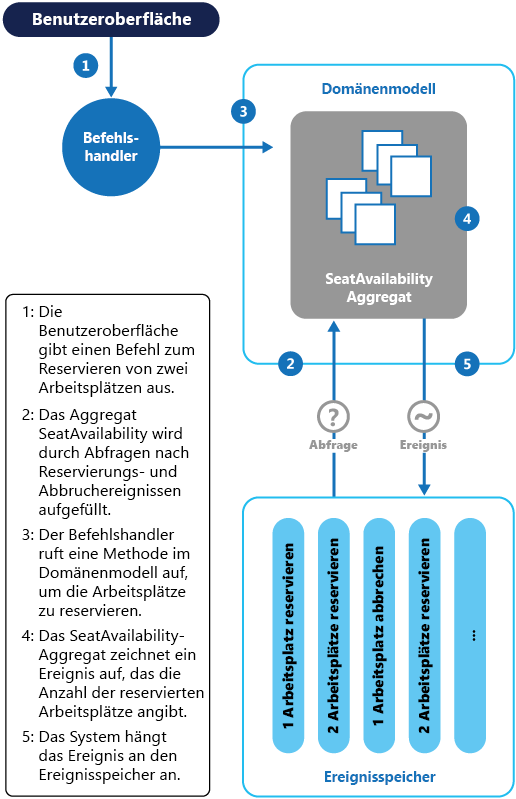 Benutzeroberfläche
1
Befehls-
handler
3
Domänenmodell
4
SeatAvailability
Aggregat
2
5
?
~
Abfrage
Ereignis
1: Die
Benutzeroberfläche
gibt einen Befehl zum
Reservieren von zwei
Arbeitsplätzen aus.
2: Das Aggregat
SeatAvailability wird
durch Abfragen nach
Reservierungs- und
Abbruchereignissen
aufgefüllt.
3: Der Befehlshandler
ruft eine Methode im
Domänenmodell auf,
um die Arbeitsplätze
zu reservieren.
4: Das SeatAvailability-
Aggregat zeichnet ein
Ereignis auf, das die
Anzahl der reservierten
Arbeitsplätze angibt.
5: Das System hängt
das Ereignis an den
Ereignisspeicher an.
1 Arbeitsplatz reservieren
2 Arbeitsplätze reservieren
1 Arbeitsplatz abbrechen
2 Arbeitsplätze reservieren
...
Ereignisspeicher